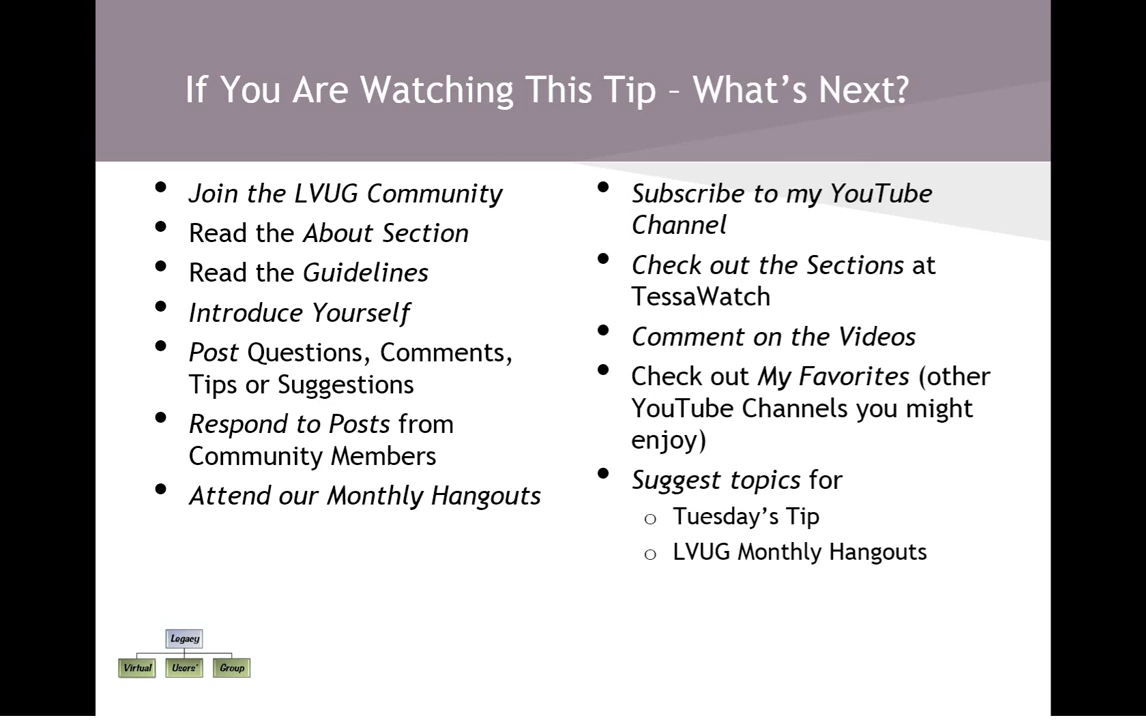 If You Are Watching This Tip – What's Next?
• Join the LVUG Community
• Read the About Section
• Read the Guidelines
• Introduce Yourself
• Post Questions, Comments,
Tips or Suggestions
• Respond to Posts from
Community Members
• Attend our Monthly Hangouts
• Subscribe to my YouTube
Channel
• Check out the Sections at
TessaWatch
• Comment on the Videos
• Check out My Favorites (other
YouTube Channels you might
enjoy)
• Suggest topics for
o Tuesday's Tip
o LVUG Monthly Hangouts
Legacy
Virtual Users' Group